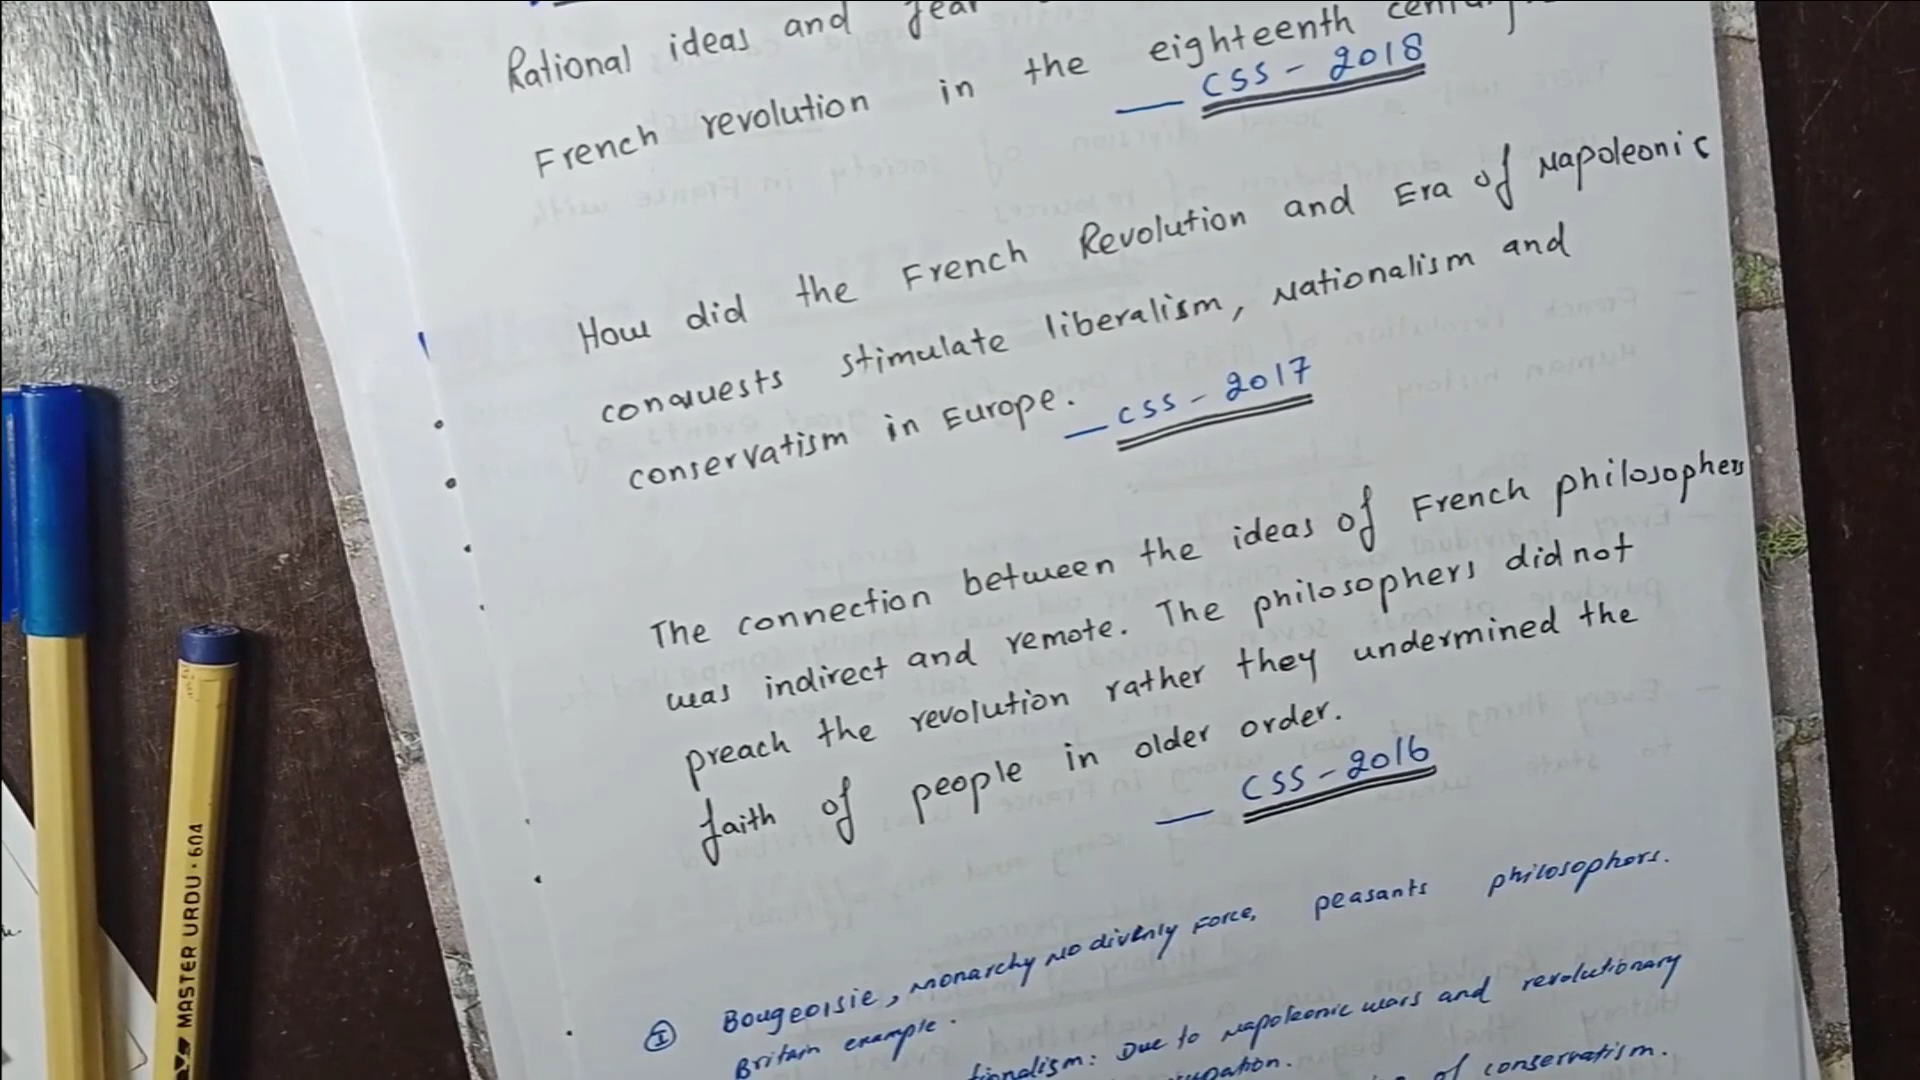 Rational ideas and
French revolution in the eighteenth
— CSS - 2018
How did the French Revolution and Era of Napoleonic
conquests stimulate liberalism, Nationalism and
conservatism in Europe. — CSS - 2017
The connection between the ideas of French philosophers
was indirect and remote. The philosophers did not
preach the revolution rather they undermined the
faith of people in older order.
— CSS - 2016
① Bougeoisie, monarchy no divinly Force, peasants philosophers.
Britain example.
Due to Napoleonic wars and revolutionary
of conservatism.
MASTER URDU · 604